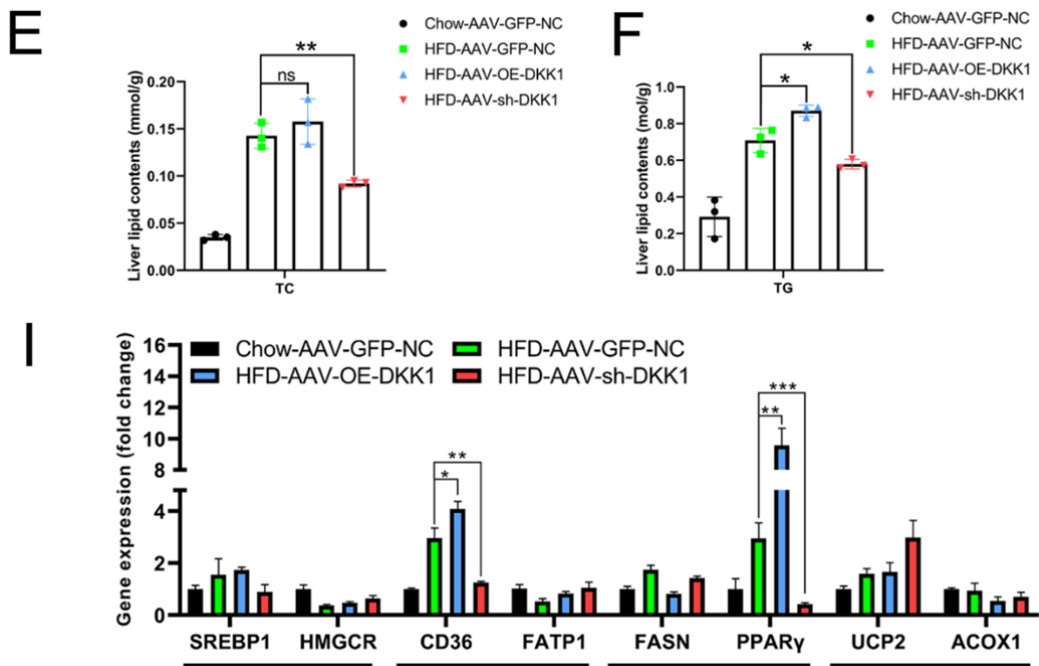 E
Chow-AAV-GFP-NC
HFD-AAV-GFP-NC
HFD-AAV-OE-DKK1
HFD-AAV-sh-DKK1
Liver lipid contents (mmol/g)
0.20
0.15
0.10
0.05
0.00
**
ns
TC
F
Chow-AAV-GFP-NC
HFD-AAV-GFP-NC
HFD-AAV-OE-DKK1
HFD-AAV-sh-DKK1
Liver lipid contents (mol/g)
1.0
0.8
0.6
0.4
0.2
0.0
*
*
TG
I
Gene expression (fold change)
16
14
12
10
8
4
2
0
Chow-AAV-GFP-NC
HFD-AAV-GFP-NC
HFD-AAV-OE-DKK1
HFD-AAV-sh-DKK1
**
*
***
**
SREBP1 HMGCR CD36 FATP1 FASN PPARγ UCP2 ACOX1